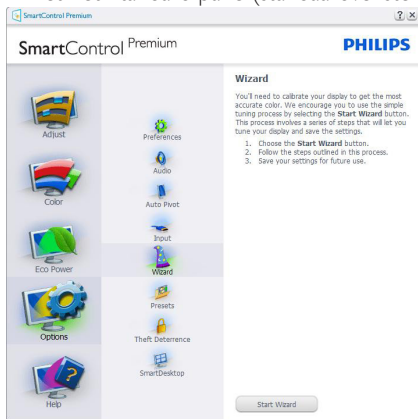 SmartControl Premium
SmartControl Premium
PHILIPS
Adjust
Color
Eco Power
Options
Help
Preferences
Audio
Auto Pivot
Input
Wizard
Presets
Theft Deterrence
SmartDesktop
Wizard
You'll need to calibrate your display to get the most
accurate color. We encourage you to use the simple
tuning process by selecting the Start Wizard button.
This process involves a series of steps that will let you
tune your display and save the settings.
1. Choose the Start Wizard button.
2. Follow the steps outlined in this process.
3. Save your settings for future use.
Start Wizard